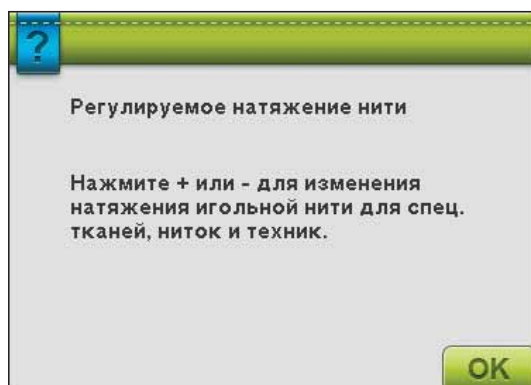 ?
Регулируемое натяжение нити
Нажмите + или - для изменения
натяжения игольной нити для спец.
тканей, ниток и техник.
OK